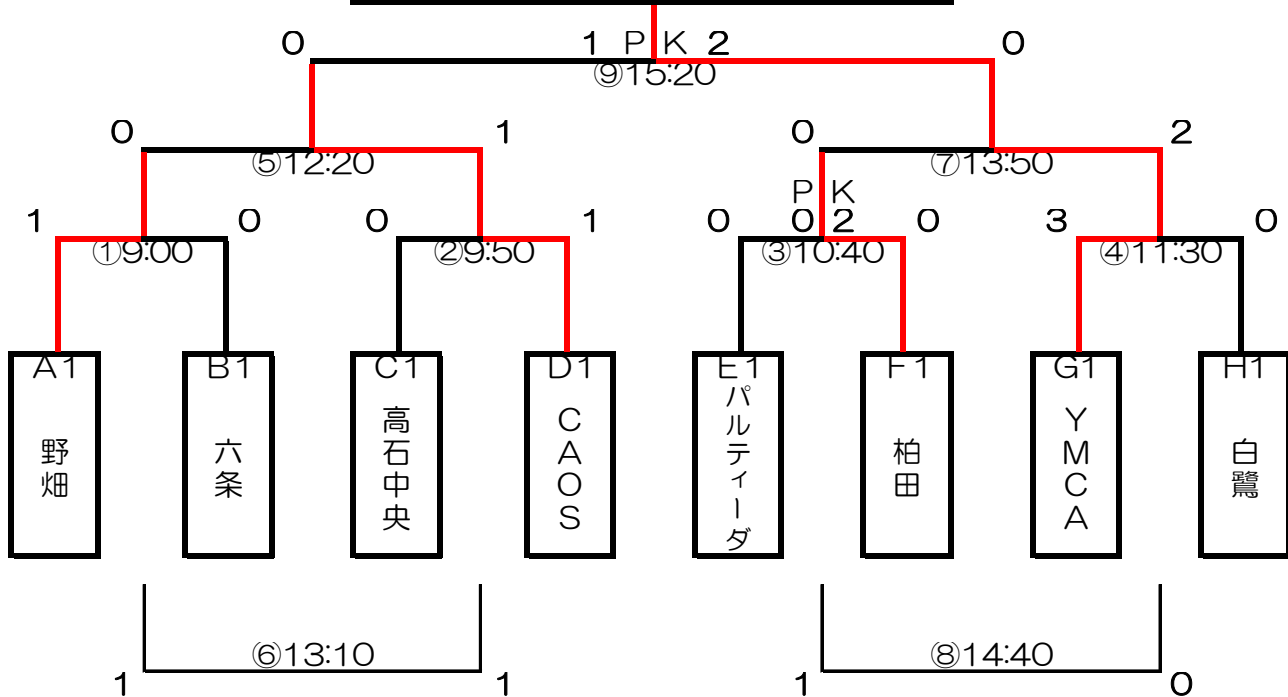 0 1 PK 2 0
⑨15:20
0 1 0 2
⑤12:20 ⑦13:50
PK
1 0 0 1 0 0 2 0 3 0
①9:00 ②9:50 ③10:40 ④11:30
A1 B1 C1 D1 E1 F1 G1 H1
野畑
六条
高石中央
CAOS
パルティーダ
柏田
YMCA
白鷺
⑥13:10 ⑧14:40
1 1 1 0